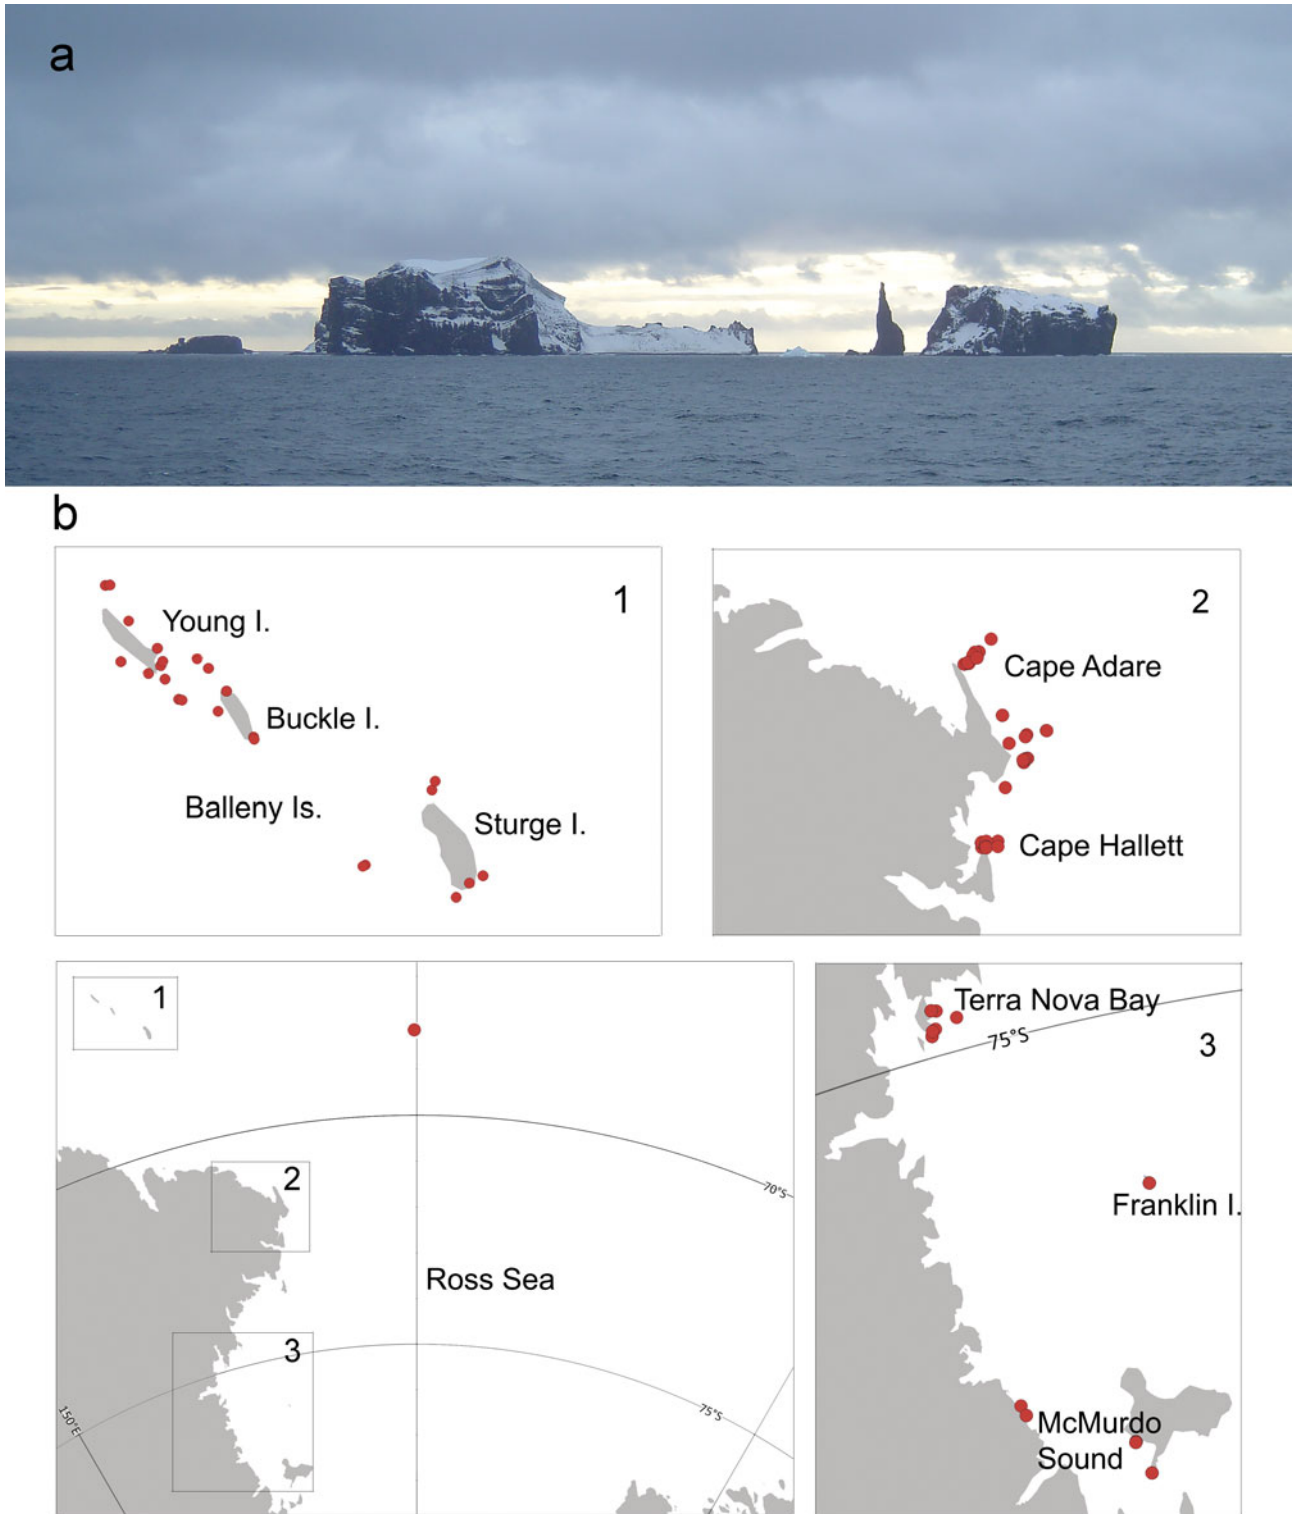 a
b
1
Young I.
Buckle I.
Balleny Is.
Sturge I.
2
Cape Adare
Cape Hallett
1
2
70°S
Ross Sea
3
75°S
150°E
Terra Nova Bay
75°S
3
Franklin I.
McMurdo
Sound